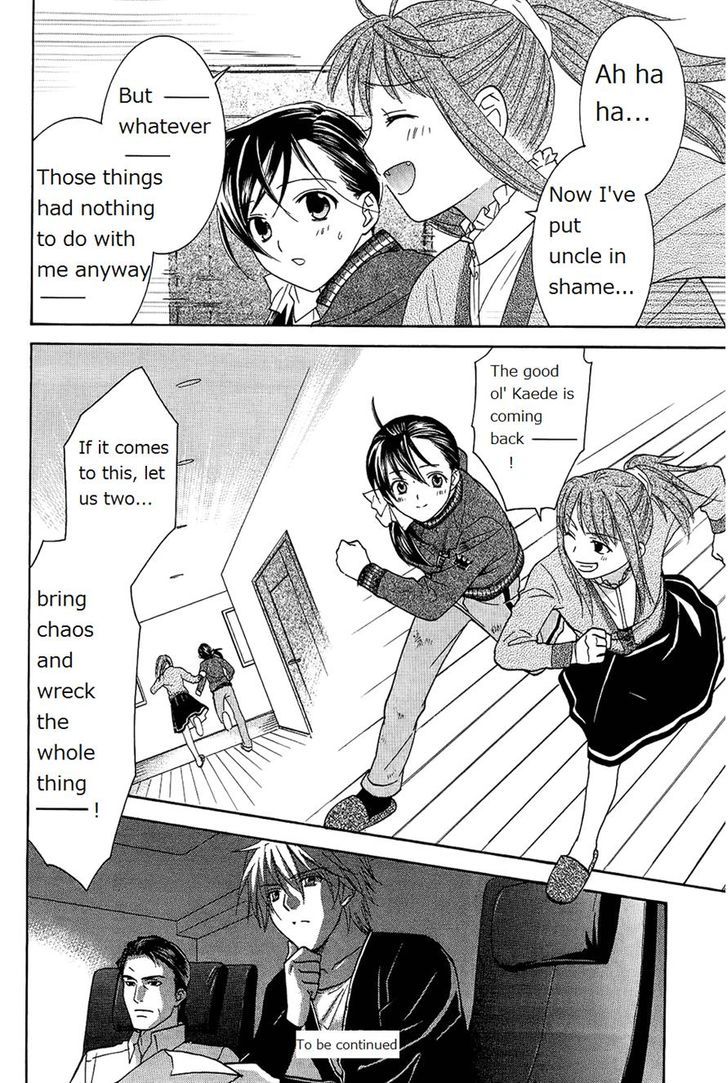 Ah ha
ha...
Now I've
put
uncle in
shame...
But ——
whatever
——
Those things
had nothing
to do with
me anyway
——
The good
ol' Kaede is
coming
back ——
!
If it comes
to this, let
us two...
bring
chaos
and
wreck
the
whole
thing
—— !
To be continued